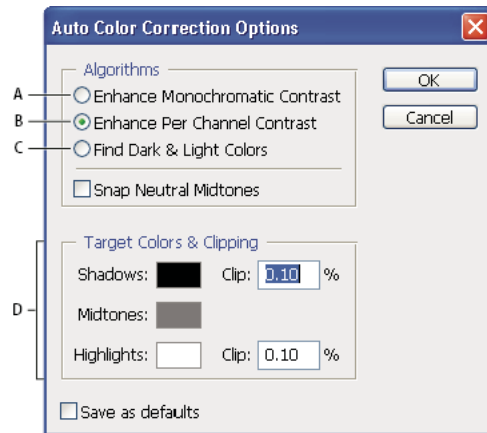 Auto Color Correction Options
Algorithms
A
Enhance Monochromatic Contrast
OK
B
Enhance Per Channel Contrast
Cancel
C
Find Dark & Light Colors
Snap Neutral Midtones
Target Colors & Clipping
Shadows: Clip: 0.10 %
D
Midtones:
Highlights: Clip: 0.10 %
Save as defaults